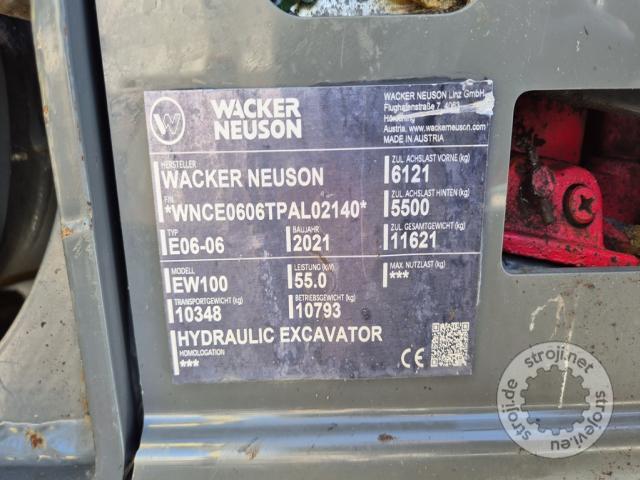 WACKER
NEUSON
WACKER NEUSON Linz GmbH
Flughafenstraße 7, 4063
Hörsching
Austria, www.wackerneuson.com
MADE IN AUSTRIA
HERSTELLER
WACKER NEUSON
FIN
*WNCE0606TPAL02140*
TYP
E06-06
BAUJAHR
2021
MODELL
EW100
LEISTUNG (kW)
55.0
TRANSPORTGEWICHT (kg)
10348
BETRIEBSGEWICHT (kg)
10793
ZUL. ACHSLAST VORNE (kg)
6121
ZUL. ACHSLAST HINTEN (kg)
5500
ZUL. GESAMTGEWICHT (kg)
11621
MAX. NUTZLAST (kg)
***
HYDRAULIC EXCAVATOR
HOMOLOGATION
***
CE
stroji.net
stroji.de
strojevi.eu